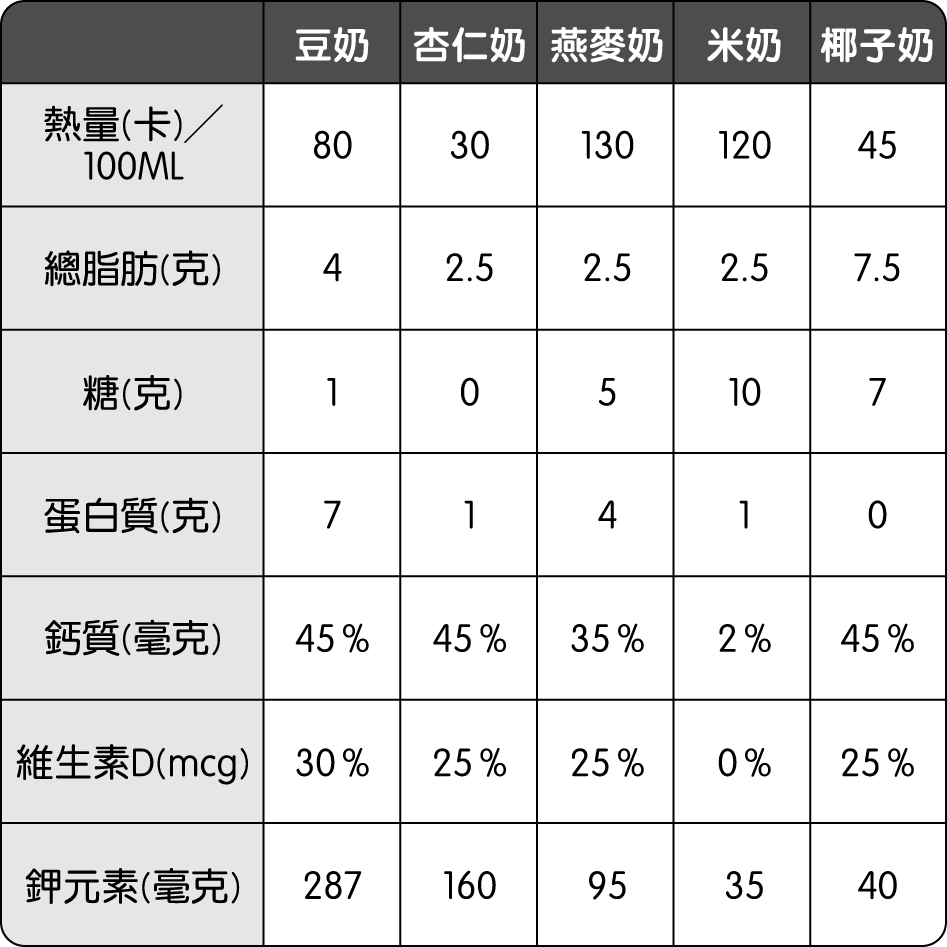 豆奶 杏仁奶 燕麥奶 米奶 椰子奶
熱量(卡)／
100ML 80 30 130 120 45
總脂肪(克) 4 2.5 2.5 2.5 7.5
糖(克) 1 0 5 10 7
蛋白質(克) 7 1 4 1 0
鈣質(毫克) 45% 45% 35% 2% 45%
維生素D(mcg) 30% 25% 25% 0% 25%
鉀元素(毫克) 287 160 95 35 40